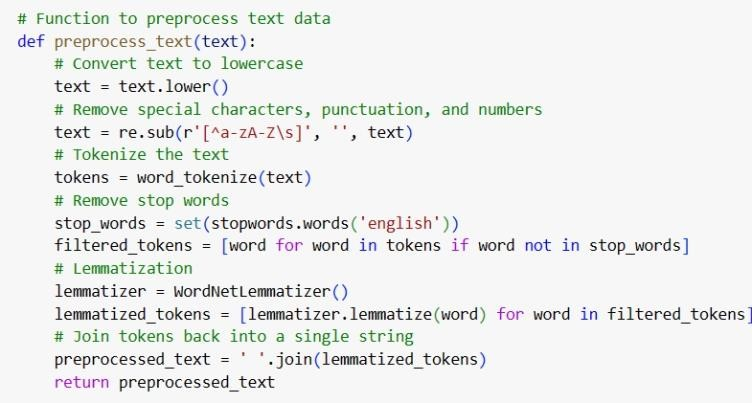 # Function to preprocess text data
def preprocess_text(text):
    # Convert text to lowercase
    text = text.lower()
    # Remove special characters, punctuation, and numbers
    text = re.sub(r'[^a-zA-Z\s]', '', text)
    # Tokenize the text
    tokens = word_tokenize(text)
    # Remove stop words
    stop_words = set(stopwords.words('english'))
    filtered_tokens = [word for word in tokens if word not in stop_words]
    # Lemmatization
    lemmatizer = WordNetLemmatizer()
    lemmatized_tokens = [lemmatizer.lemmatize(word) for word in filtered_tokens]
    # Join tokens back into a single string
    preprocessed_text = ' '.join(lemmatized_tokens)
    return preprocessed_text